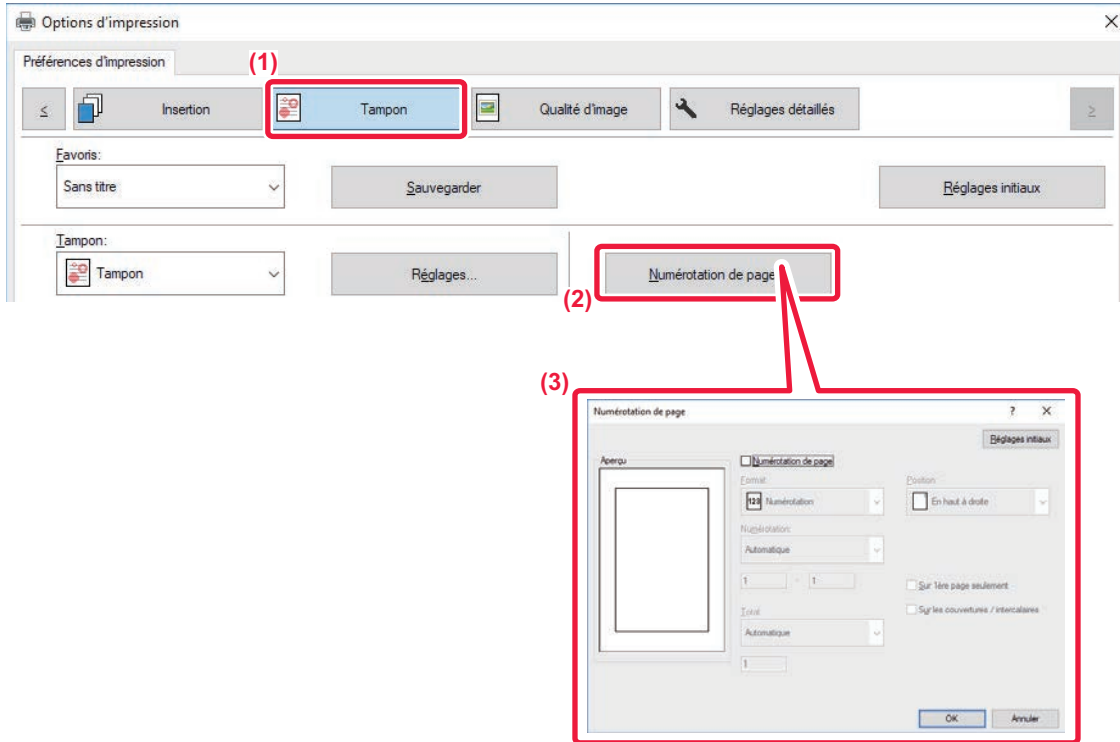 Options d'impression
Préférences d'impression
(1)
≤ Insertion Tampon Qualité d'image Réglages détaillés ≥
Favoris:
Sans titre Sauvegarder Réglages initiaux
Tampon:
Tampon Réglages... Numérotation de page
(2)
(3)
Numérotation de page ? X
Réglages intiaux
Aperçu Numérotation de page
Format: Position:
123 Numérotation En haut à droite
Numérotation:
Automatique
1 - 1 Sur 1ère page seulement
Total: Sur les couvertures / intercalaires
Automatique
1
OK Annuler